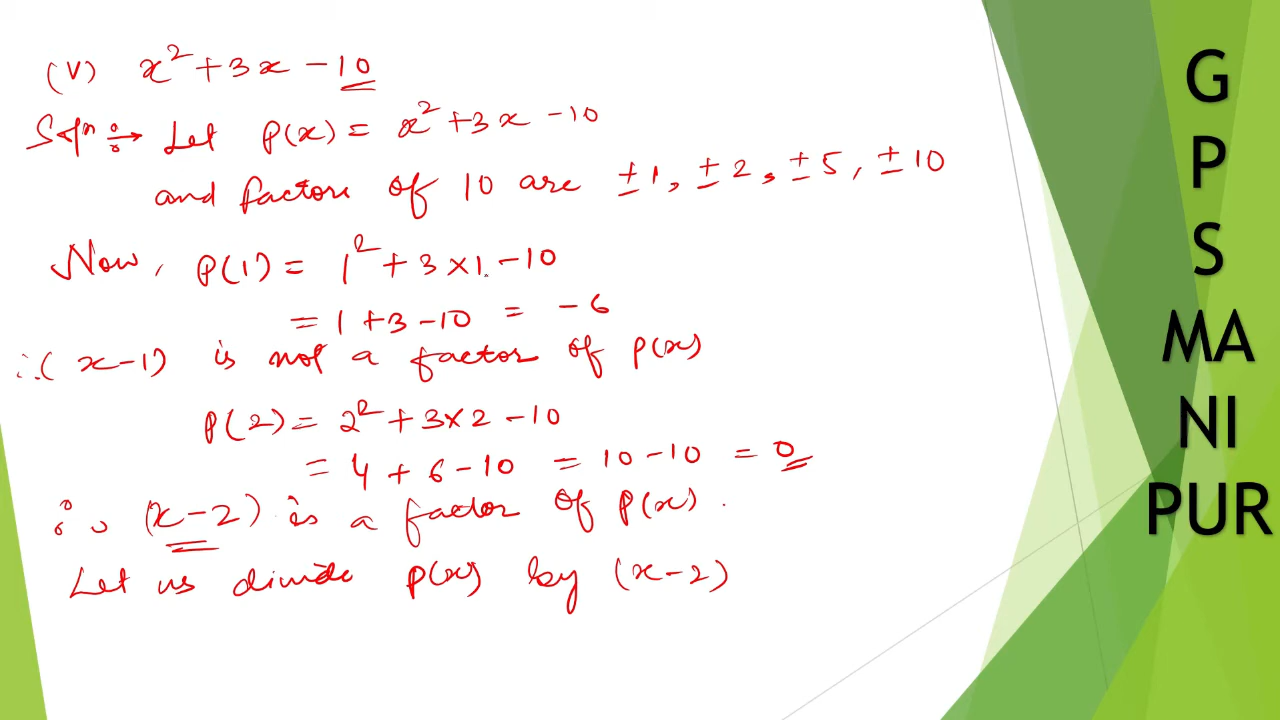 (V) x² + 3x - 10
Solⁿ :→ Let P(x) = x² + 3x - 10
and factors of 10 are ±1, ±2, ±5, ±10
Now, P(1) = 1² + 3 × 1 - 10
= 1 + 3 - 10 = -6
∴ (x - 1) is not a factor of P(x)
P(2) = 2² + 3 × 2 - 10
= 4 + 6 - 10 = 10 - 10 = 0
∴ (x - 2) is a factor of P(x).
Let us divide P(x) by (x - 2)
G
P
S
MA
NI
PUR